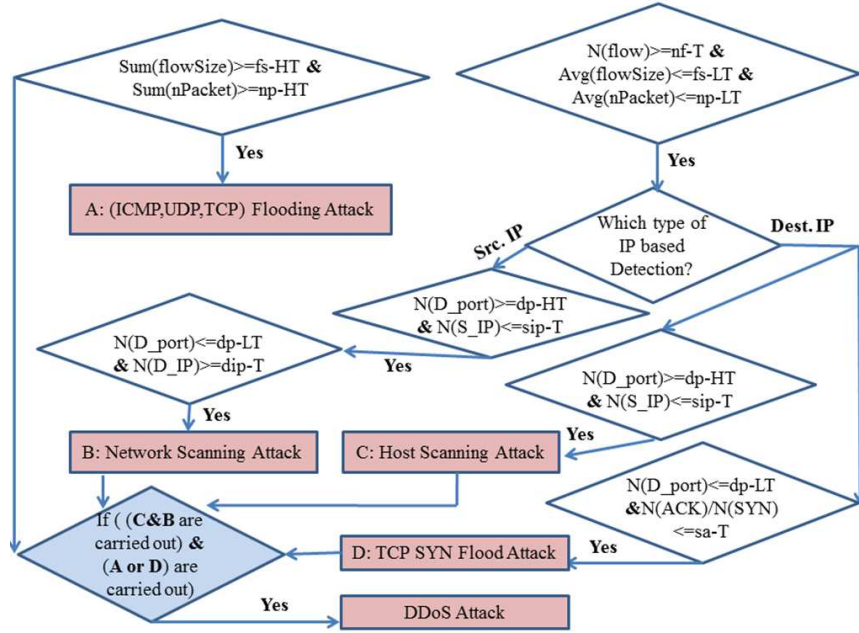 Sum(flowSize)>=fs-HT &
Sum(nPacket)>=np-HT
Yes
A: (ICMP,UDP,TCP) Flooding Attack
N(flow)>=nf-T &
Avg(flowSize)<=fs-LT &
Avg(nPacket)<=np-LT
Yes
Which type of
IP based
Detection?
Src. IP
Dest. IP
N(D_port)>=dp-HT
& N(S_IP)<=sip-T
Yes
N(D_port)<=dp-LT
& N(D_IP)>=dip-T
Yes
N(D_port)>=dp-HT
& N(S_IP)<=sip-T
Yes
B: Network Scanning Attack
C: Host Scanning Attack
N(D_port)<=dp-LT
&N(ACK)/N(SYN)
<=sa-T
Yes
D: TCP SYN Flood Attack
If ( (C&B are
carried out) &
(A or D) are
carried out)
Yes
DDoS Attack